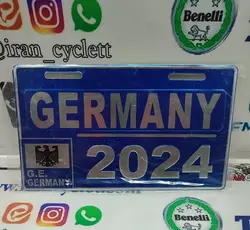 @iran_cyclett
Benelli
GERMANY
2024
G.E.
GERMANY
Benelli